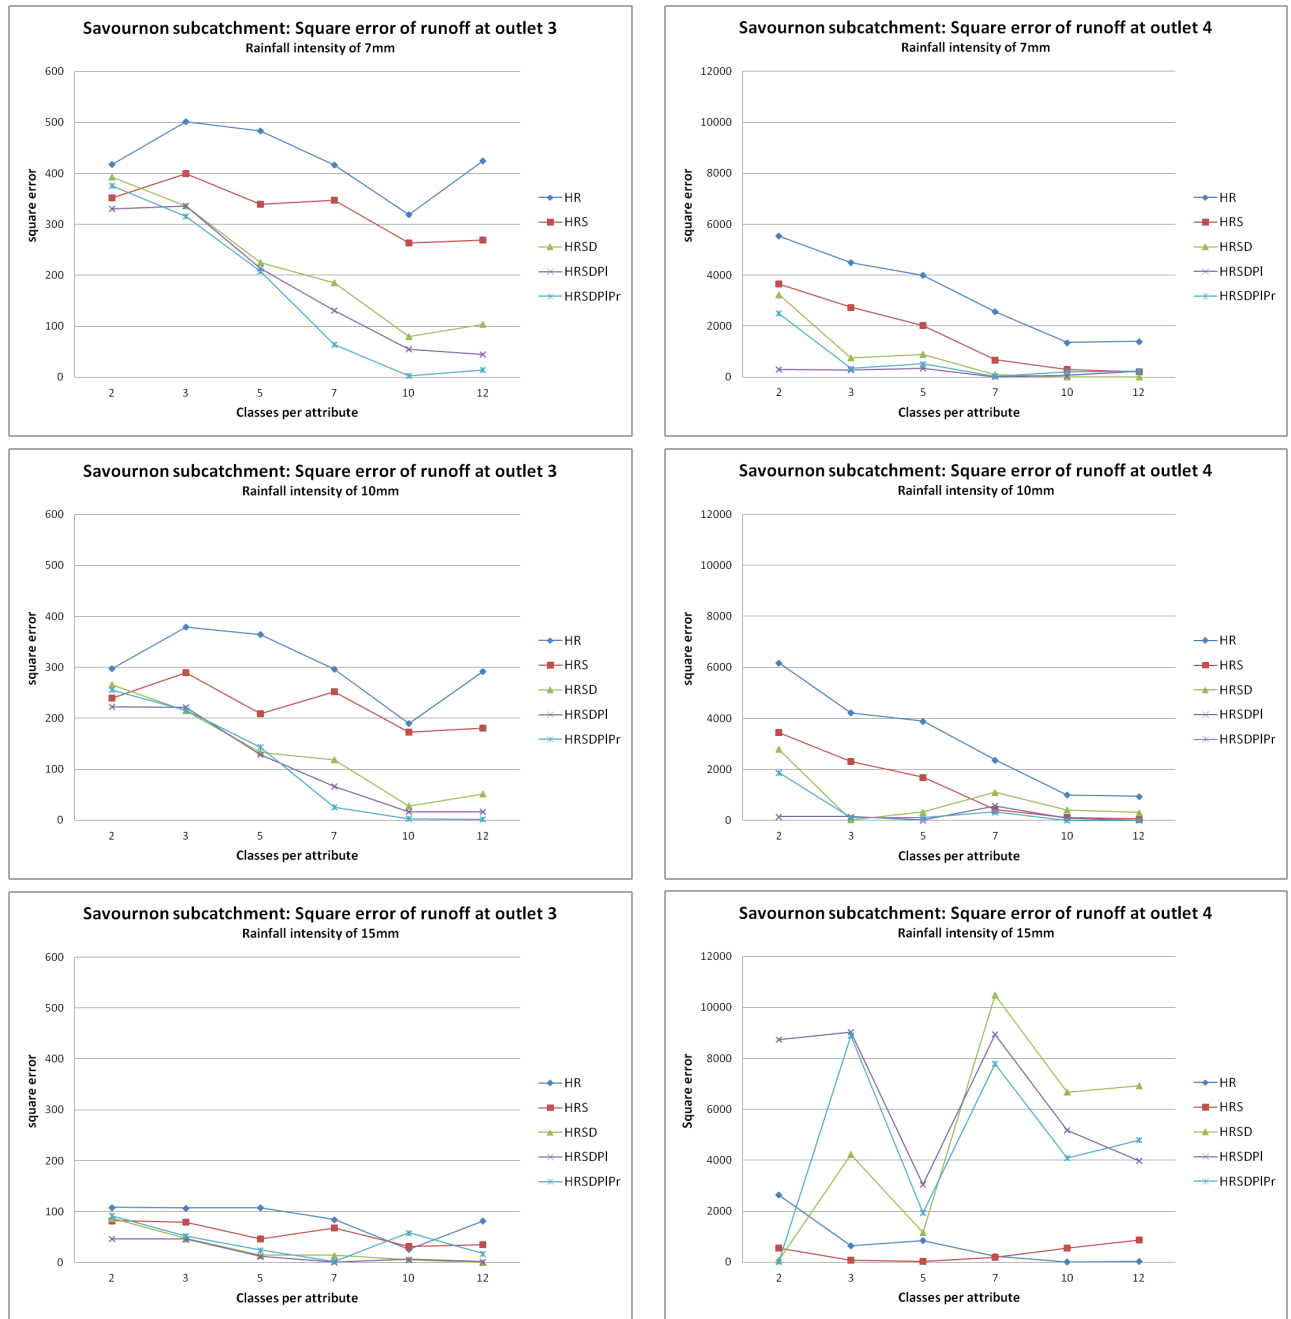 Savournon subcatchment: Square error of runoff at outlet 3
Rainfall intensity of 7mm
600
500
400
300
200
100
0
square error
2 3 5 7 10 12
Classes per attribute
HR
HRS
HRSD
HRSDPl
HRSDPlPr
Savournon subcatchment: Square error of runoff at outlet 4
Rainfall intensity of 7mm
12000
10000
8000
6000
4000
2000
0
square error
2 3 5 7 10 12
Classes per attribute
HR
HRS
HRSD
HRSDPl
HRSDPlPr
Savournon subcatchment: Square error of runoff at outlet 3
Rainfall intensity of 10mm
600
500
400
300
200
100
0
square error
2 3 5 7 10 12
Classes per attribute
HR
HRS
HRSD
HRSDPl
HRSDPlPr
Savournon subcatchment: Square error of runoff at outlet 4
Rainfall intensity of 10mm
12000
10000
8000
6000
4000
2000
0
square error
2 3 5 7 10 12
Classes per attribute
HR
HRS
HRSD
HRSDPl
HRSDPlPr
Savournon subcatchment: Square error of runoff at outlet 3
Rainfall intensity of 15mm
600
500
400
300
200
100
0
square error
2 3 5 7 10 12
Classes per attribute
HR
HRS
HRSD
HRSDPl
HRSDPlPr
Savournon subcatchment: Square error of runoff at outlet 4
Rainfall intensity of 15mm
12000
10000
8000
6000
4000
2000
0
Square error
2 3 5 7 10 12
Classes per attribute
HR
HRS
HRSD
HRSDPl
HRSDPlPr